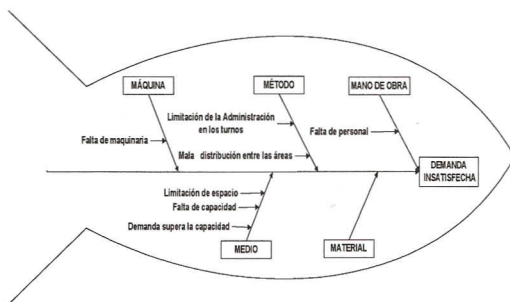 MÁQUINA
MÉTODO
MANO DE OBRA
Limitación de la Administración
en los turnos
Falta de personal
Falta de maquinaria
Mala distribución entre las áreas
DEMANDA
INSATISFECHA
Limitación de espacio
Falta de capacidad
Demanda supera la capacidad
MEDIO
MATERIAL